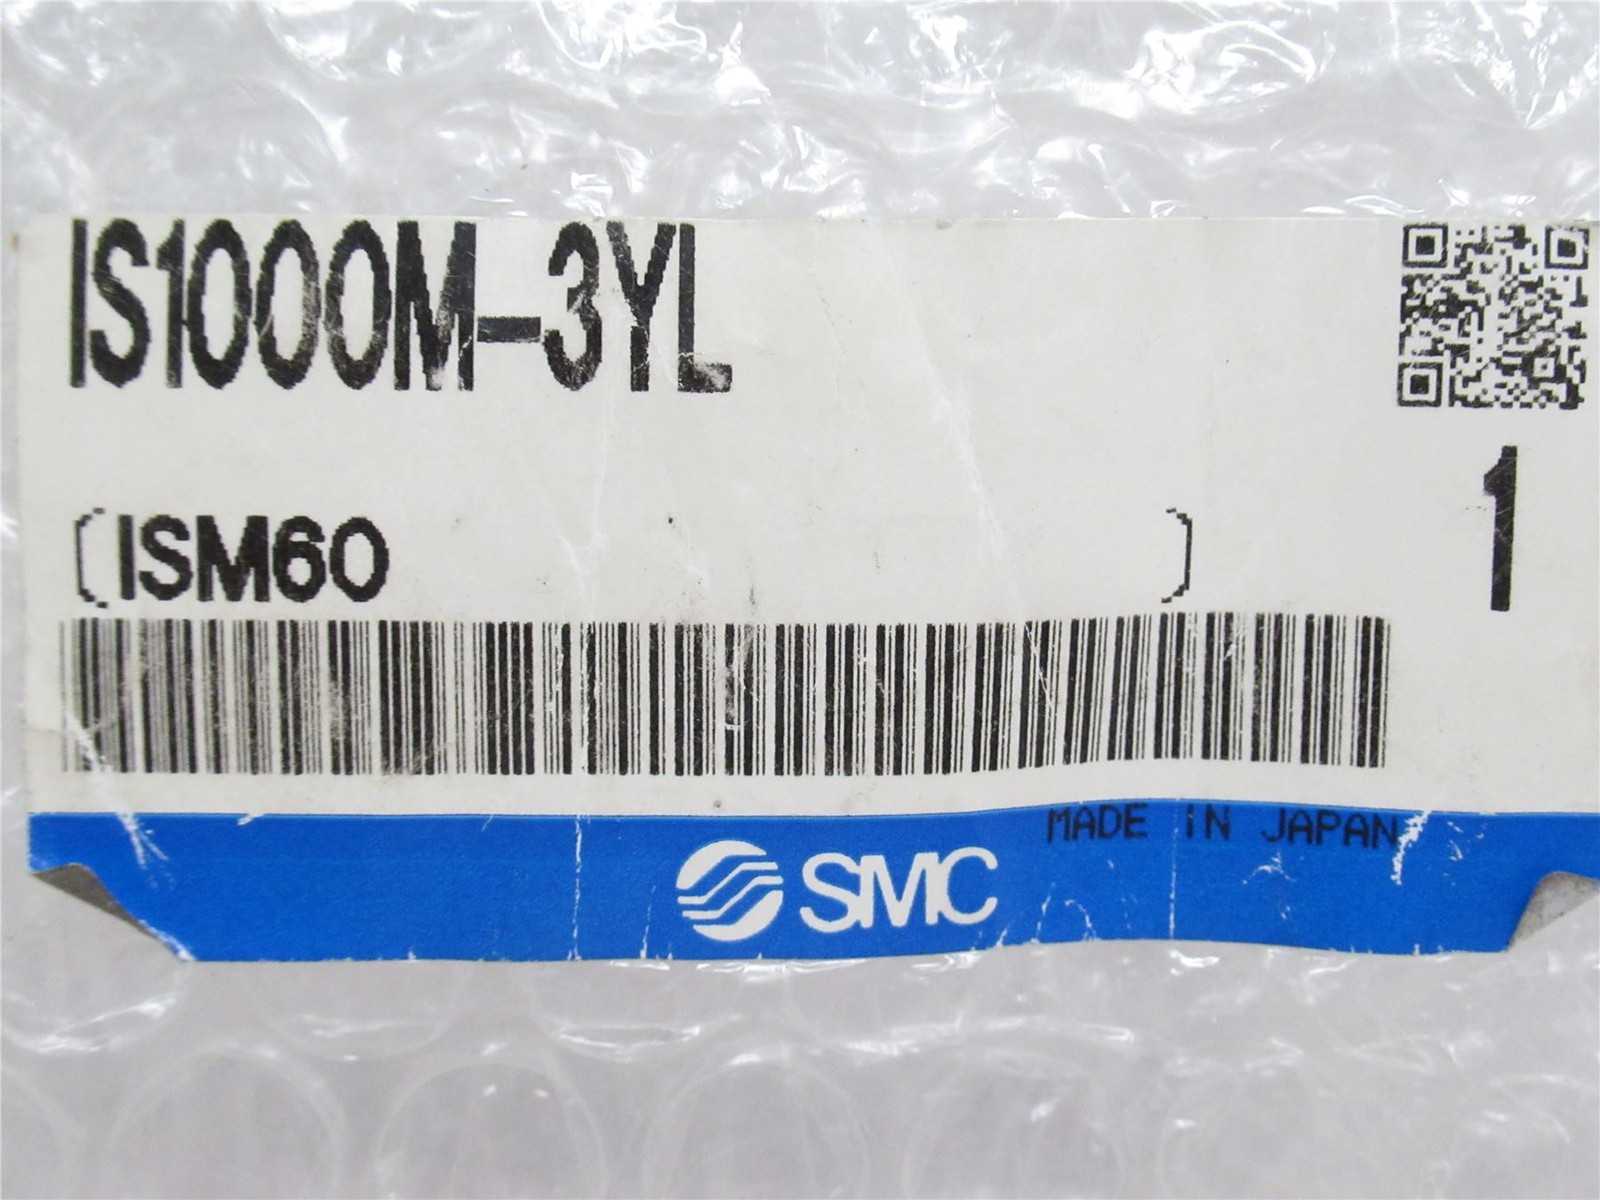 IS1000M-3YL
1
(ISM60 )
MADE IN JAPAN
SMC